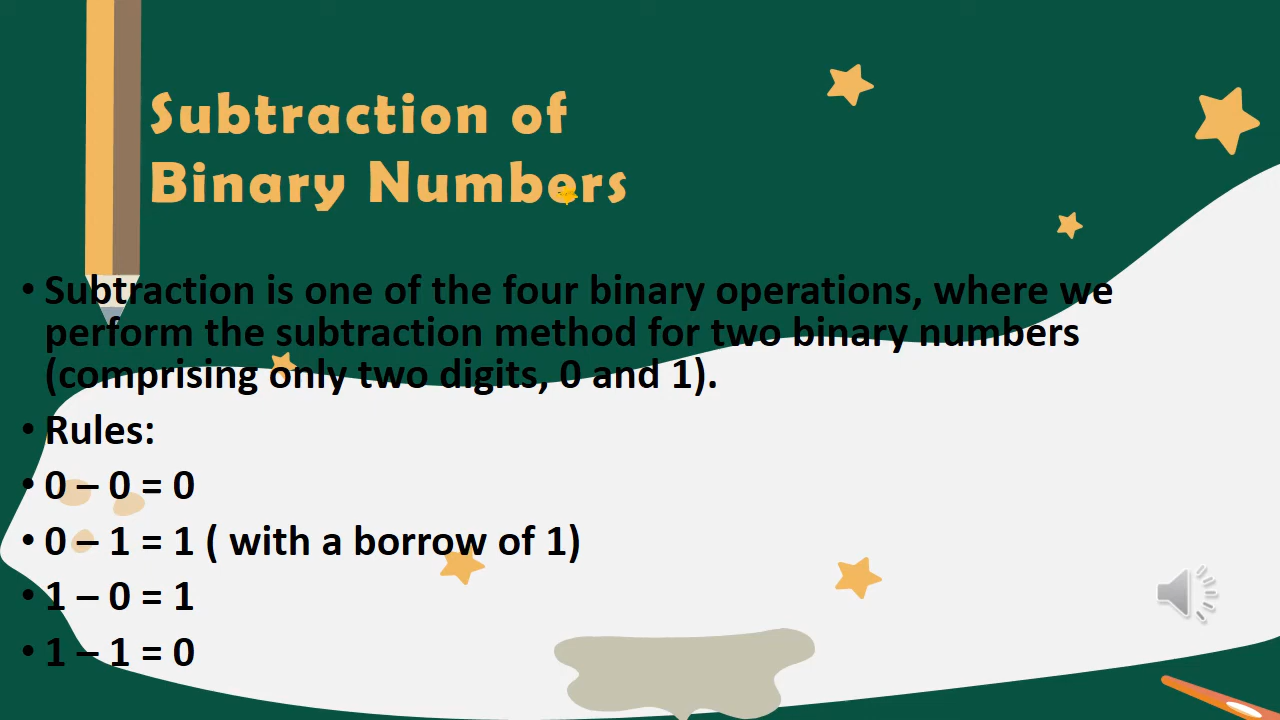 Subtraction of
Binary Numbers
• Subtraction is one of the four binary operations, where we
perform the subtraction method for two binary numbers
(comprising only two digits, 0 and 1).
• Rules:
• 0 – 0 = 0
• 0 – 1 = 1 ( with a borrow of 1)
• 1 – 0 = 1
• 1 – 1 = 0